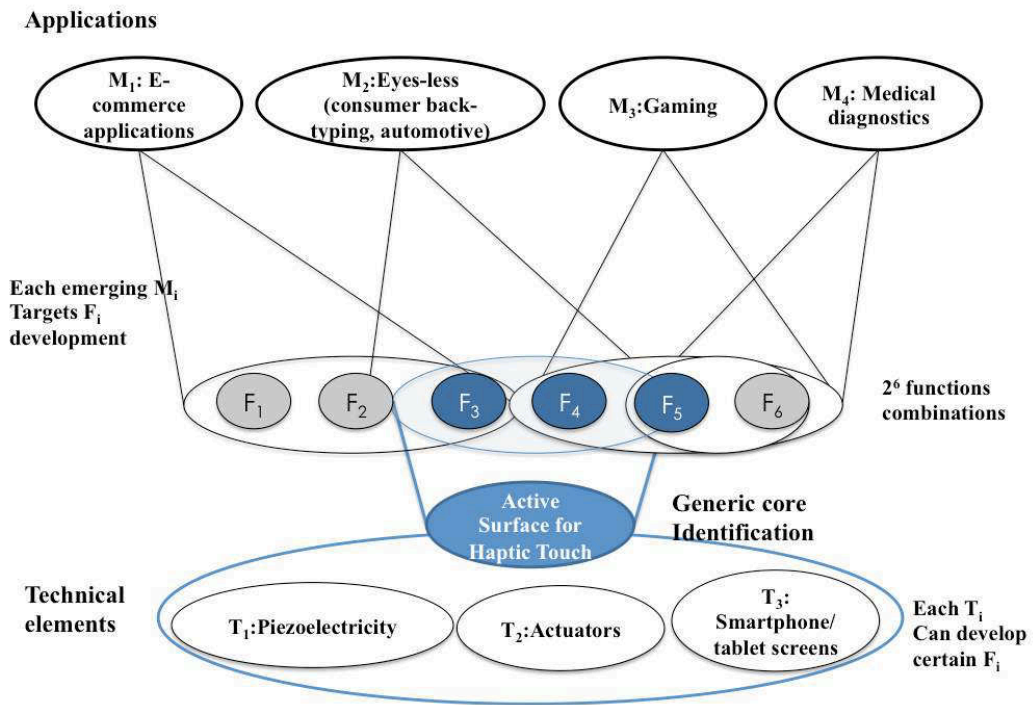 Applications
M₁: E-
commerce
applications
M₂:Eyes-less
(consumer back-
typing, automotive)
M₃:Gaming
M₄: Medical
diagnostics
Each emerging Mᵢ
Targets Fᵢ
development
F₁
F₂
F₃
F₄
F₅
F₆
2⁶ functions
combinations
Active
Surface for
Haptic Touch
Generic core
Identification
Technical
elements
T₁:Piezoelectricity
T₂:Actuators
T₃:
Smartphone/
tablet screens
Each Tᵢ
Can develop
certain Fᵢ